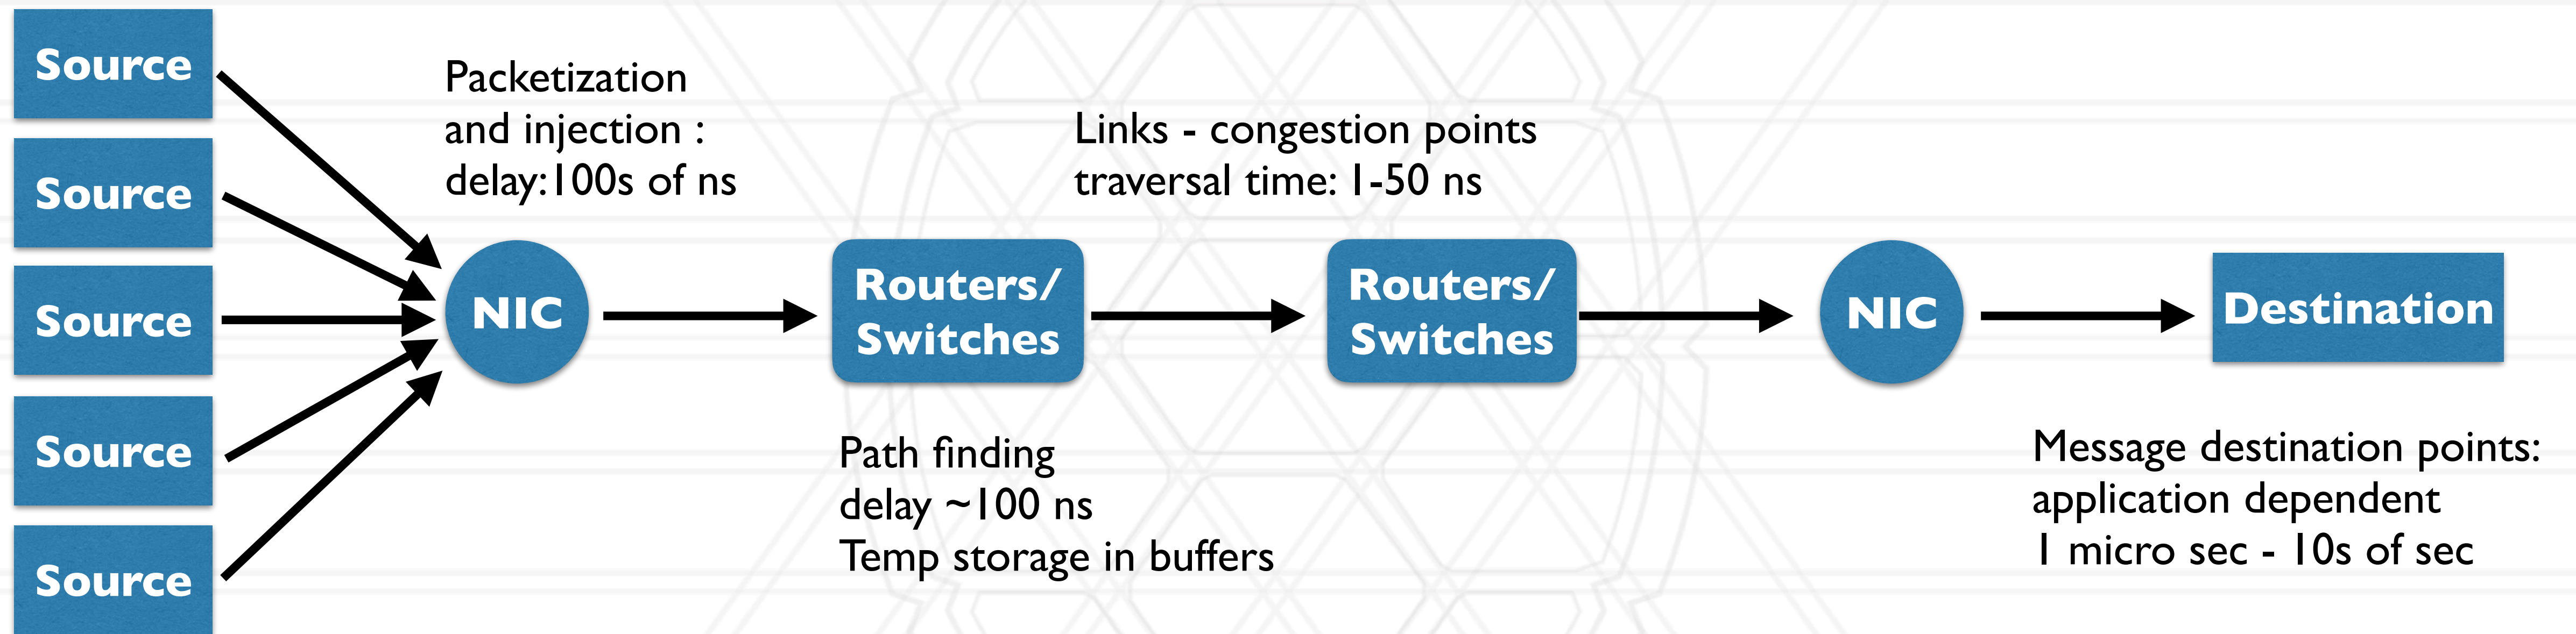 Source
Source
Source
Source
Source
Packetization
and injection :
delay:100s of ns
NIC
Links - congestion points
traversal time: 1-50 ns
Routers/
Switches
Path finding
delay ~100 ns
Temp storage in buffers
Routers/
Switches
NIC
Destination
Message destination points:
application dependent
1 micro sec - 10s of sec